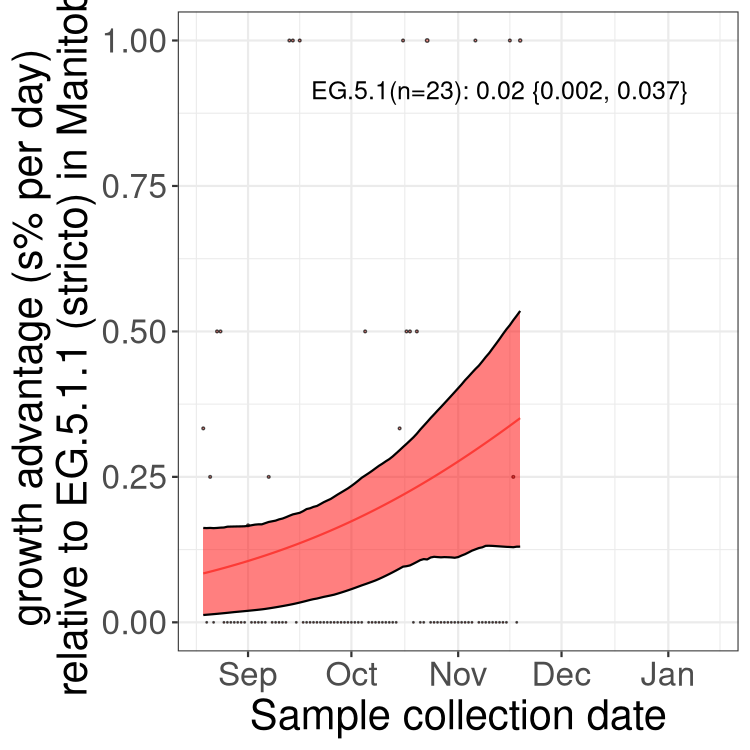 growth advantage (s% per day)
relative to EG.5.1.1 (stricto) in Manitob
1.00
0.75
0.50
0.25
0.00
EG.5.1(n=23): 0.02 {0.002, 0.037}
Sep Oct Nov Dec Jan
Sample collection date